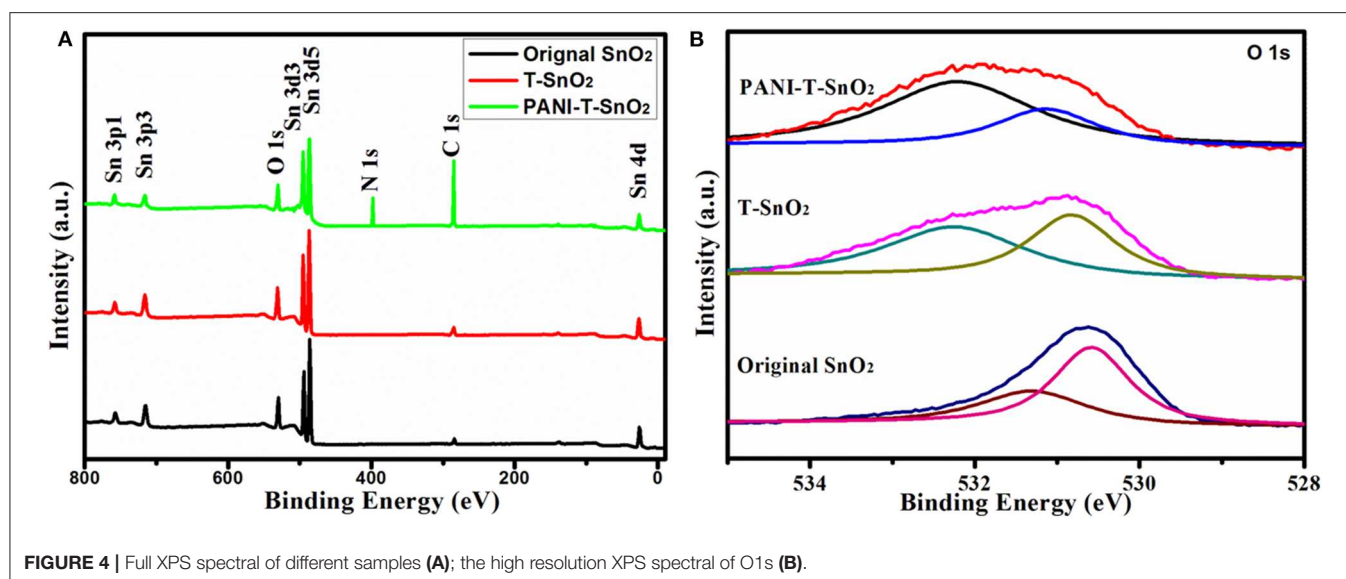 A
Orignal SnO₂
T-SnO₂
PANI-T-SnO₂
Sn 3p1
Sn 3p3
O 1s
Sn 3d3
Sn 3d5
N 1s
C 1s
Sn 4d
Intensity (a.u.)
800 600 400 200 0
Binding Energy (eV)
B
O 1s
PANI-T-SnO₂
T-SnO₂
Original SnO₂
Intensity (a.u.)
534 532 530 528
Binding Energy (eV)
FIGURE 4 | Full XPS spectral of different samples (A); the high resolution XPS spectral of O1s (B).